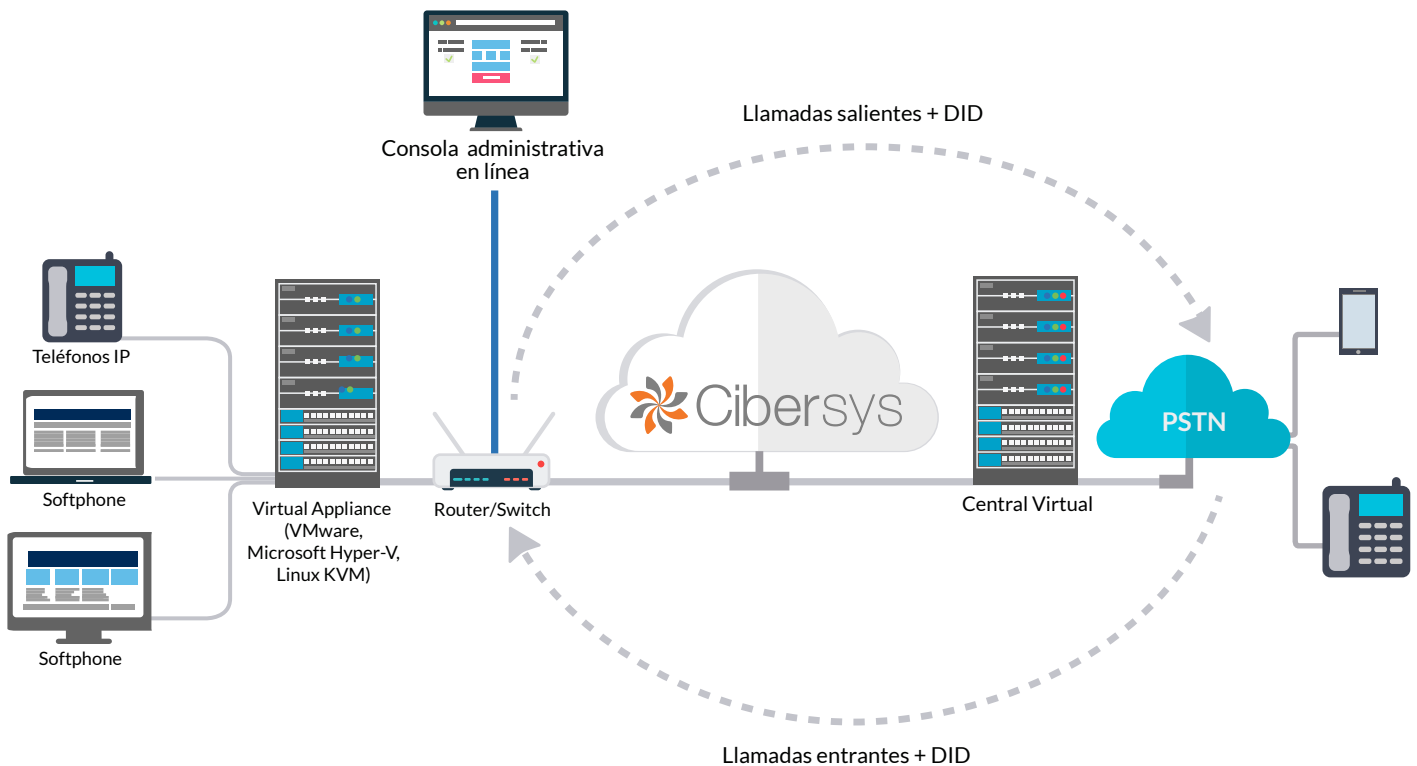 Llamadas salientes + DID
Consola administrativa
en línea
Teléfonos IP
Cibersys
PSTN
Softphone
Virtual Appliance
(VMware,
Microsoft Hyper-V,
Linux KVM)
Router/Switch
Central Virtual
Softphone
Llamadas entrantes + DID